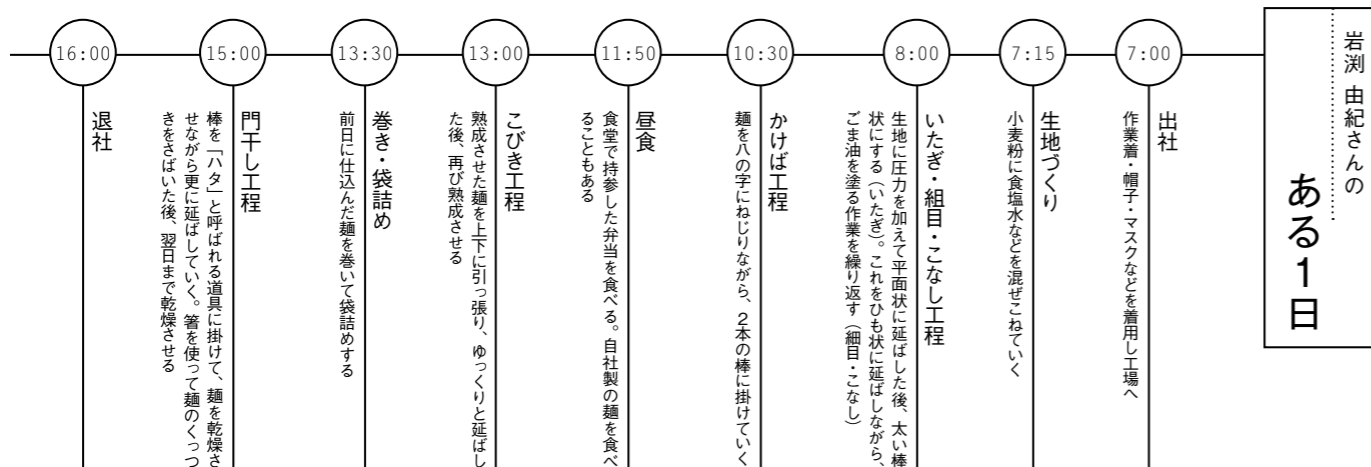 岩渕 由紀さんの
ある1日
7:00
出社
作業着・帽子・マスクなどを着用し工場へ
7:15
生地づくり
小麦粉に食塩水などを混ぜこねていく
8:00
いたぎ・組目・こなし工程
生地に圧力を加えて平面状に延ばした後、太い棒
状にする（いたぎ）。これをひも状に延ばしながら、
ごま油を塗る作業を繰り返す（細目・こなし）
10:30
かけば工程
麺を八の字にねじりながら、2本の棒に掛けていく
11:50
昼食
食堂で持参した弁当を食べる。自社製の麺を食べ
ることもある
13:00
こびき工程
熟成させた麺を上下に引っ張り、ゆっくりと延ばし
た後、再び熟成させる
13:30
巻き・袋詰め
前日に仕込んだ麺を巻いて袋詰めする
15:00
門干し工程
棒を「ハタ」と呼ばれる道具に掛けて、麺を乾燥さ
せながら更に延ばしていく。箸を使って麺のくっつ
きをさばいた後、翌日まで乾燥させる
16:00
退社